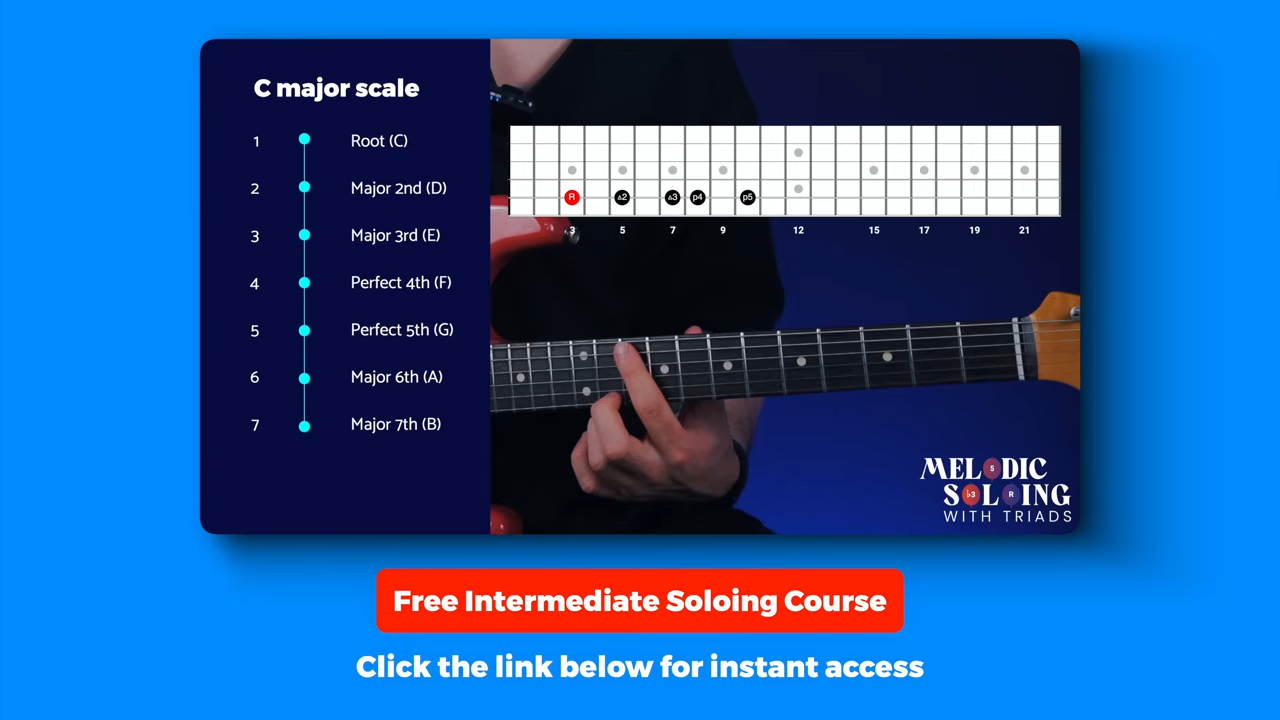 C major scale
1 Root (C)
2 Major 2nd (D)
3 Major 3rd (E)
4 Perfect 4th (F)
5 Perfect 5th (G)
6 Major 6th (A)
7 Major 7th (B)
R Δ2 Δ3 p4 p5
3 5 7 9 12 15 17 19 21
MELODIC
5
SOLOING
b3 R
WITH TRIADS
Free Intermediate Soloing Course
Click the link below for instant access